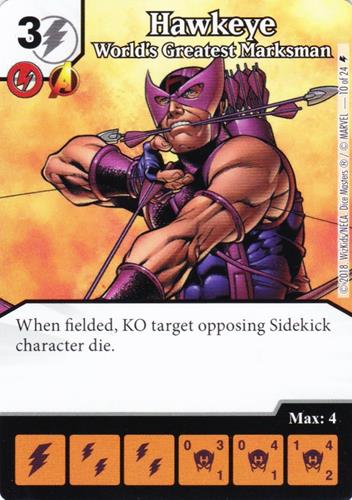 3
Hawkeye
World's Greatest Marksman
© 2018 WizKids/NECA. Dice Masters ® / © MARVEL — 10 of 24
When fielded, KO target opposing Sidekick
character die.
Max: 4
0 3 0 4 1 4
1 1 2